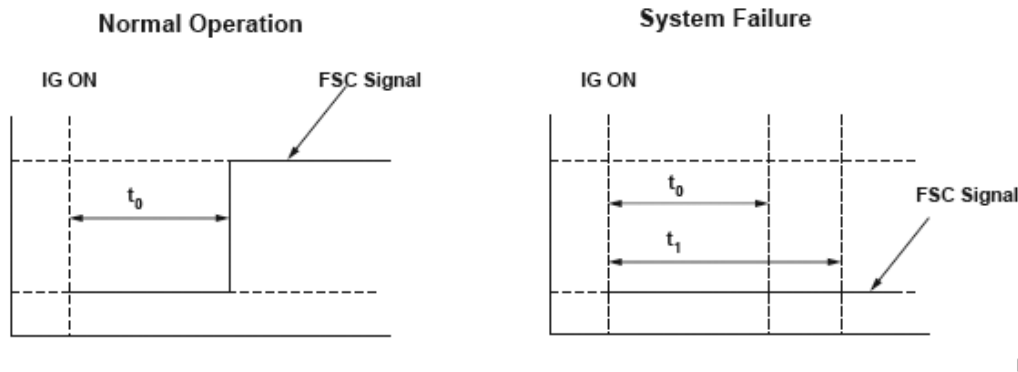 Normal Operation
IG ON
FSC Signal
t0
System Failure
IG ON
t0
FSC Signal
t1